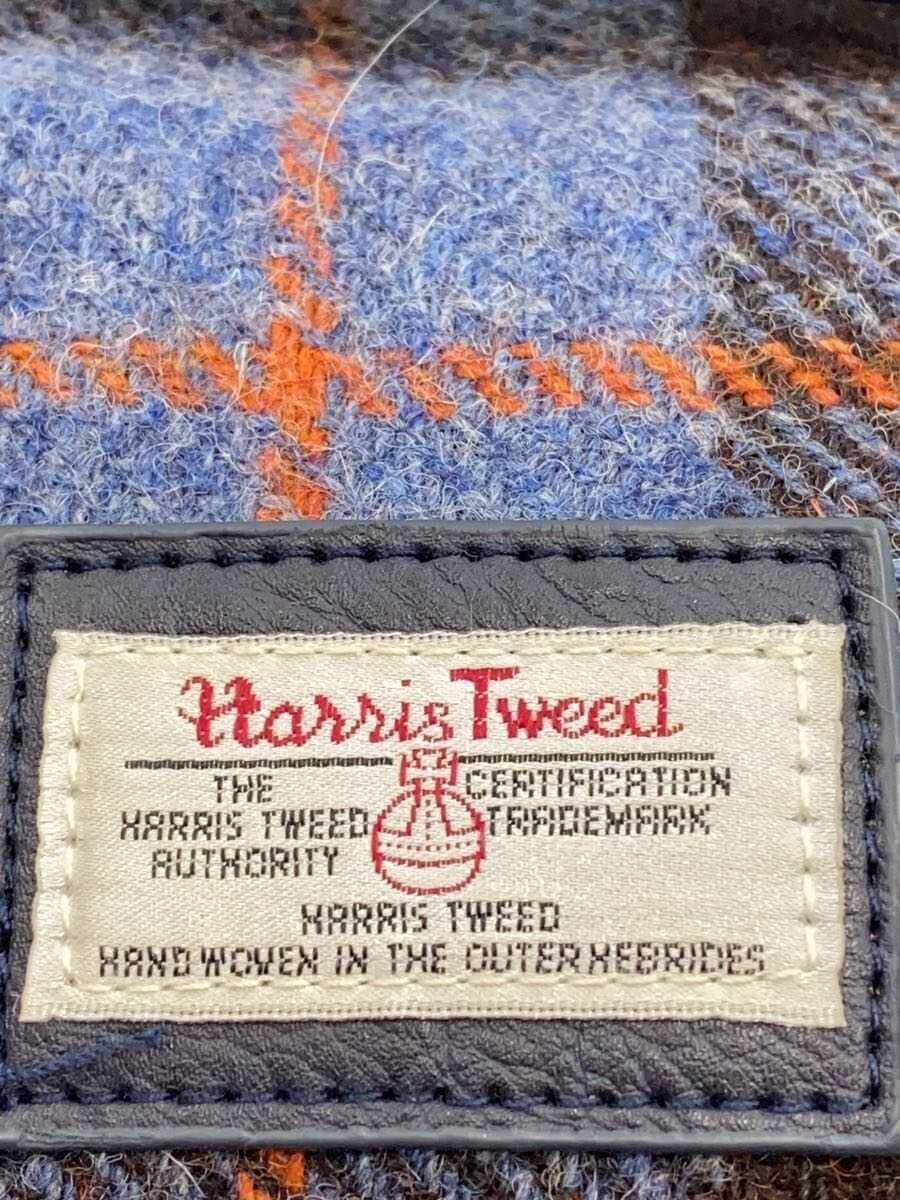 Harris Tweed
THE CERTIFICATION
HARRIS TWEED TRADEMARK
AUTHORITY
HARRIS TWEED
HAND WOVEN IN THE OUTER HEBRIDES